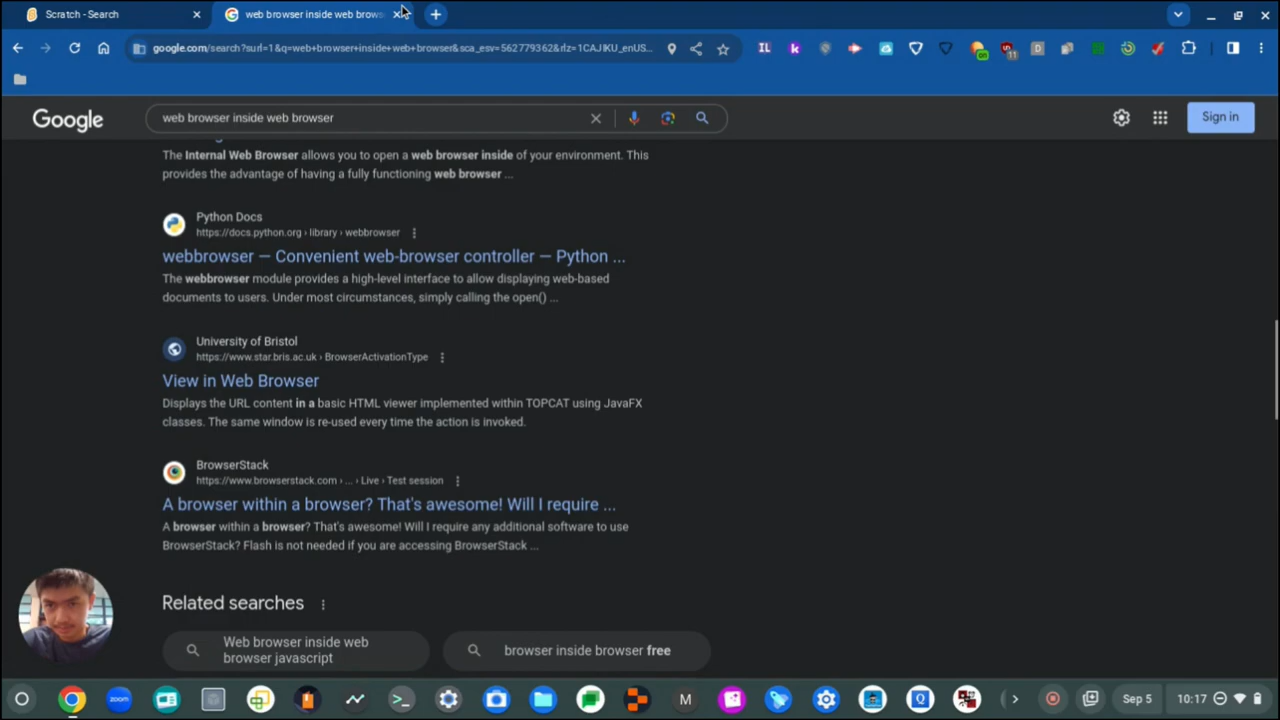 Scratch - Search
web browser inside web brows
google.com/search?surl=1&q=web+browser+inside+web+browser&sca_esv=562779362&rlz=1CAJIKU_enUS...
Google
web browser inside web browser
Sign in
The Internal Web Browser allows you to open a web browser inside of your environment. This
provides the advantage of having a fully functioning web browser ...
Python Docs
https://docs.python.org › library › webbrowser
webbrowser — Convenient web-browser controller — Python ...
The webbrowser module provides a high-level interface to allow displaying web-based
documents to users. Under most circumstances, simply calling the open() ...
University of Bristol
https://www.star.bris.ac.uk › BrowserActivationType
View in Web Browser
Displays the URL content in a basic HTML viewer implemented within TOPCAT using JavaFX
classes. The same window is re-used every time the action is invoked.
BrowserStack
https://www.browserstack.com › ... › Live › Test session
A browser within a browser? That's awesome! Will I require ...
A browser within a browser? That's awesome! Will I require any additional software to use
BrowserStack? Flash is not needed if you are accessing BrowserStack ...
Related searches
Web browser inside web
browser javascript
browser inside browser free
Sep 5
10:17